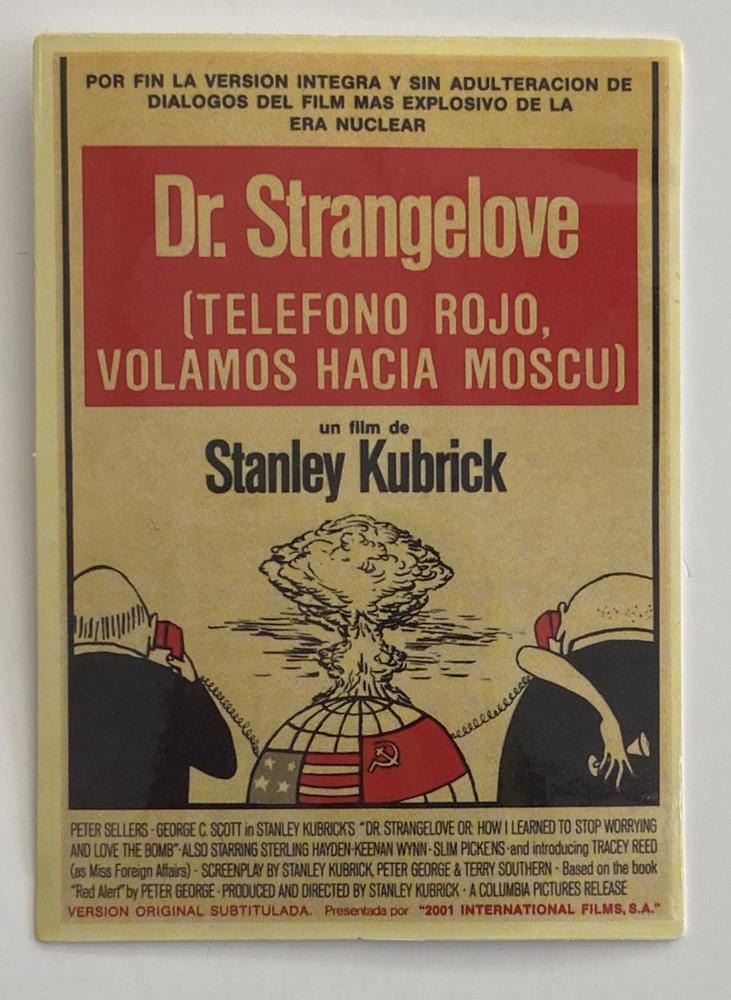 POR FIN LA VERSION INTEGRA Y SIN ADULTERACION DE
DIALOGOS DEL FILM MAS EXPLOSIVO DE LA
ERA NUCLEAR
Dr. Strangelove
(TELEFONO ROJO,
VOLAMOS HACIA MOSCU)
un film de
Stanley Kubrick
PETER SELLERS · GEORGE C. SCOTT in STANLEY KUBRICK'S "DR. STRANGELOVE OR: HOW I LEARNED TO STOP WORRYING
AND LOVE THE BOMB" · ALSO STARRING STERLING HAYDEN · KEENAN WYNN · SLIM PICKENS · and introducing TRACEY REED
(as Miss Foreign Affairs) · SCREENPLAY BY STANLEY KUBRICK, PETER GEORGE & TERRY SOUTHERN · Based on the book
"Red Alert" by PETER GEORGE · PRODUCED AND DIRECTED BY STANLEY KUBRICK · A COLUMBIA PICTURES RELEASE
VERSION ORIGINAL SUBTITULADA. Presentada por "2001 INTERNATIONAL FILMS, S.A."